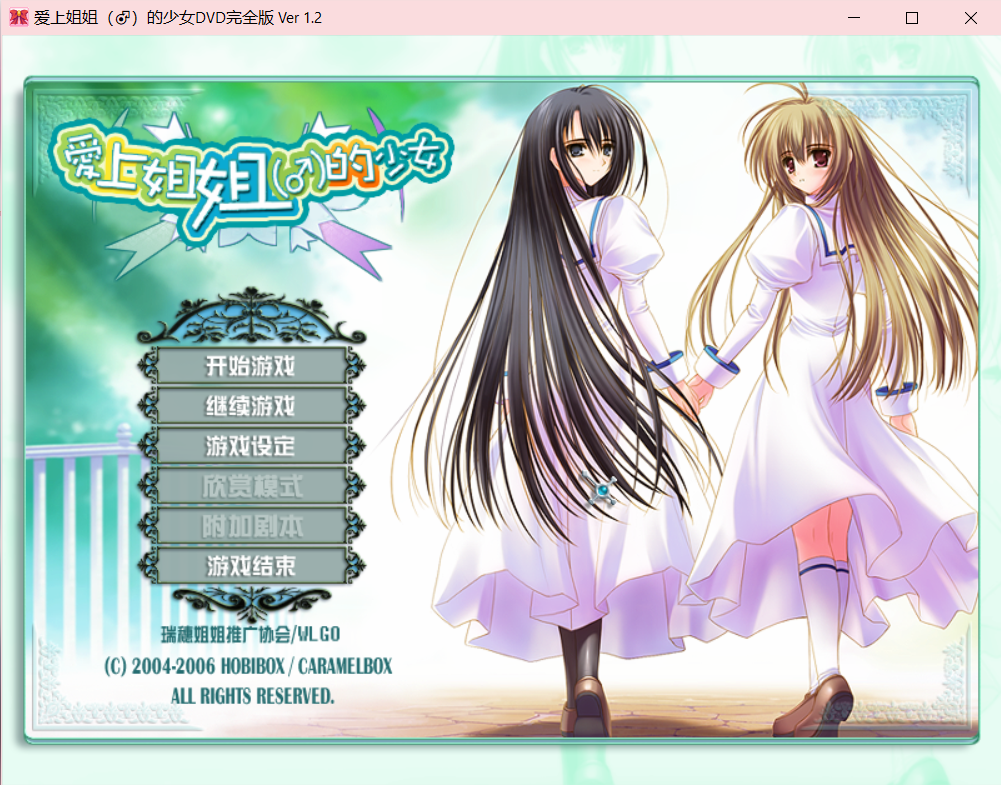 爱上姐姐（♂）的少女DVD完全版 Ver 1.2
爱上姐姐(♂)的少女
开始游戏
继续游戏
游戏设定
欣赏模式
附加剧本
游戏结束
瑞穗姐姐推广协会/WLGO
(C) 2004-2006 HOBIBOX / CARAMELBOX
ALL RIGHTS RESERVED.